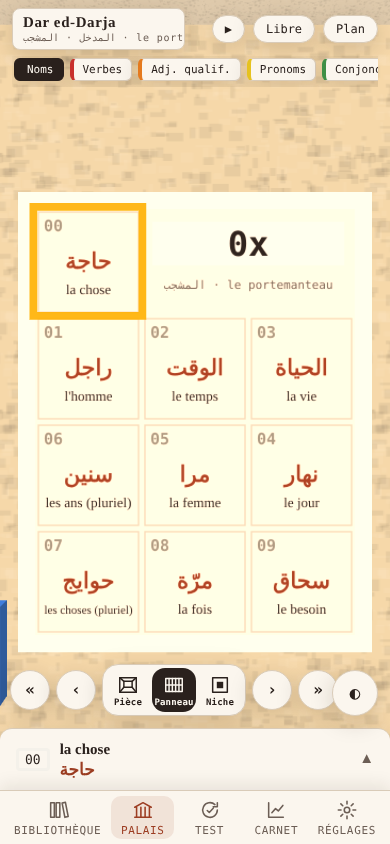 Dar ed-Darja
المدخل · المشجب · le port
▶ Libre Plan
Noms Verbes Adj. qualif. Pronoms Conjonc
00
حاجة
la chose
0x
المشجب · le portemanteau
01 02 03
راجل الوقت الحياة
l'homme le temps la vie
06 05 04
سنين مرا نهار
les ans (pluriel) la femme le jour
07 08 09
حوايج مرّة سحاق
les choses (pluriel) la fois le besoin
« ‹ Pièce Panneau Niche › »
00 la chose
حاجة
BIBLIOTHÈQUE PALAIS TEST CARNET RÉGLAGES